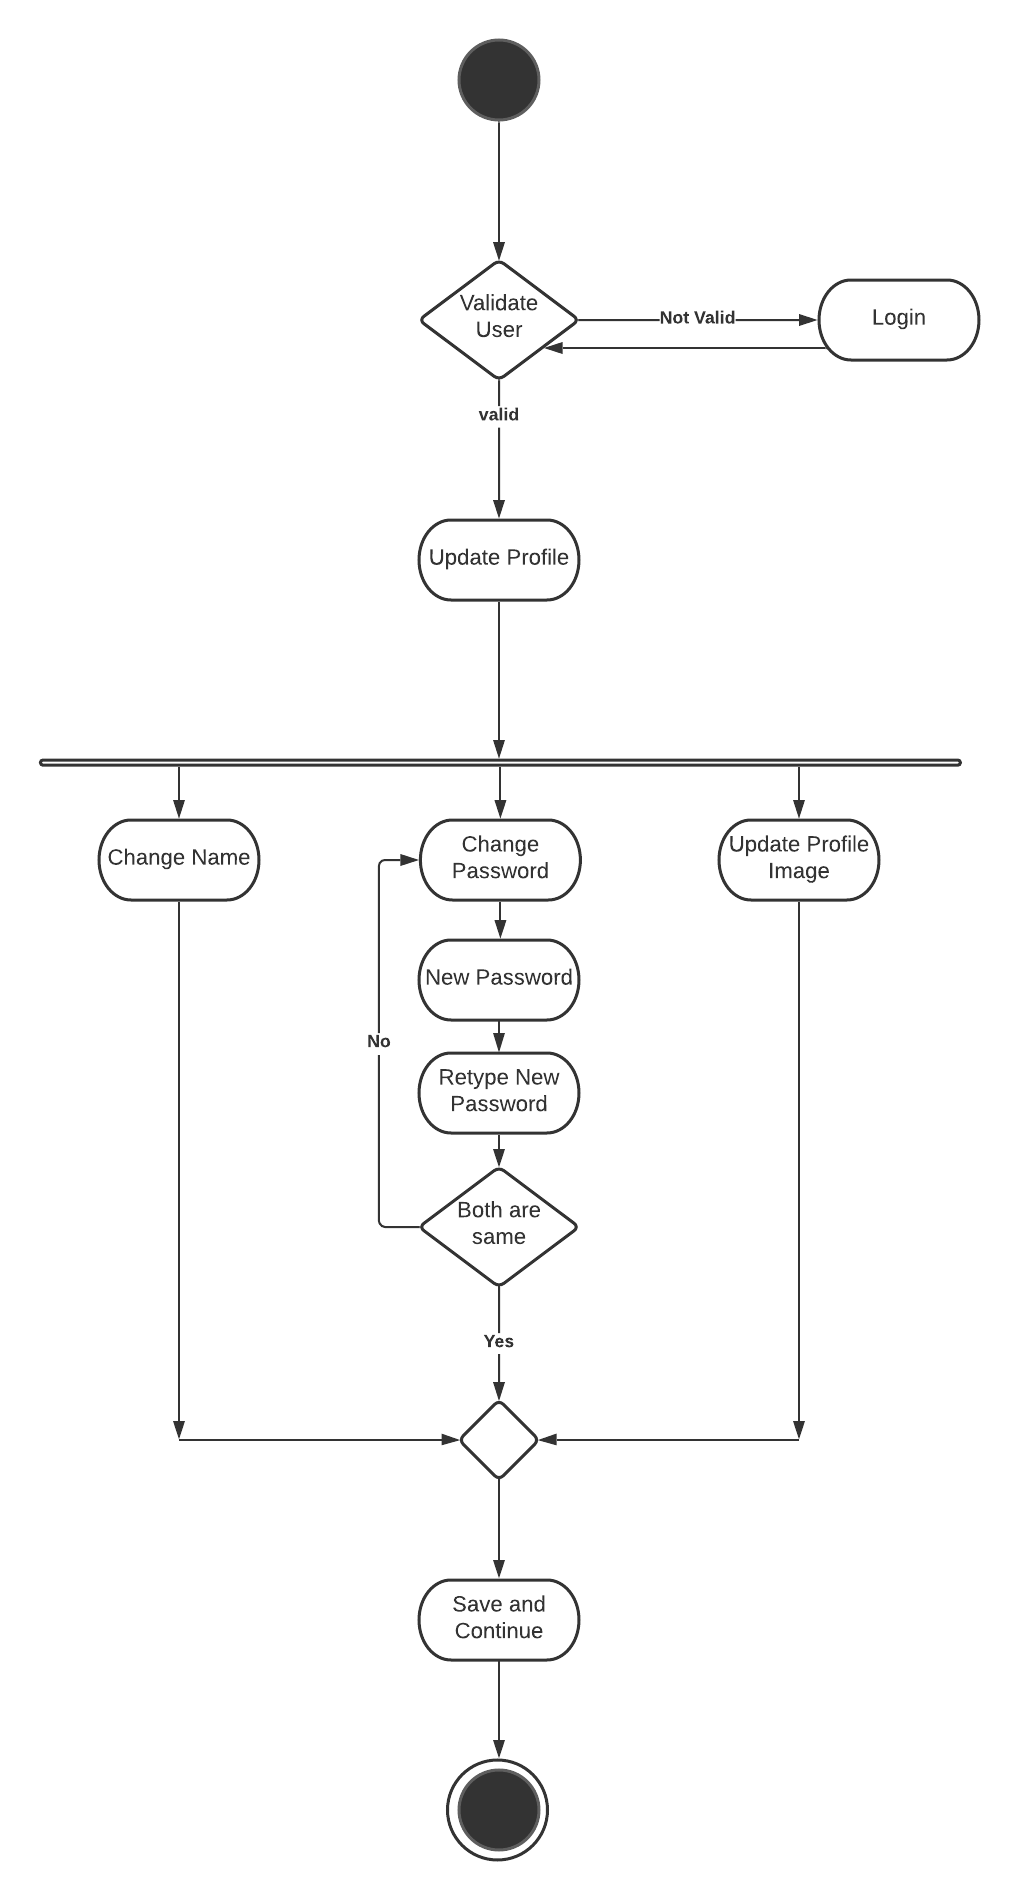 Validate
User
Not Valid
Login
valid
Update Profile
Change Name
Change
Password
Update Profile
Image
New Password
No
Retype New
Password
Both are
same
Yes
Save and
Continue